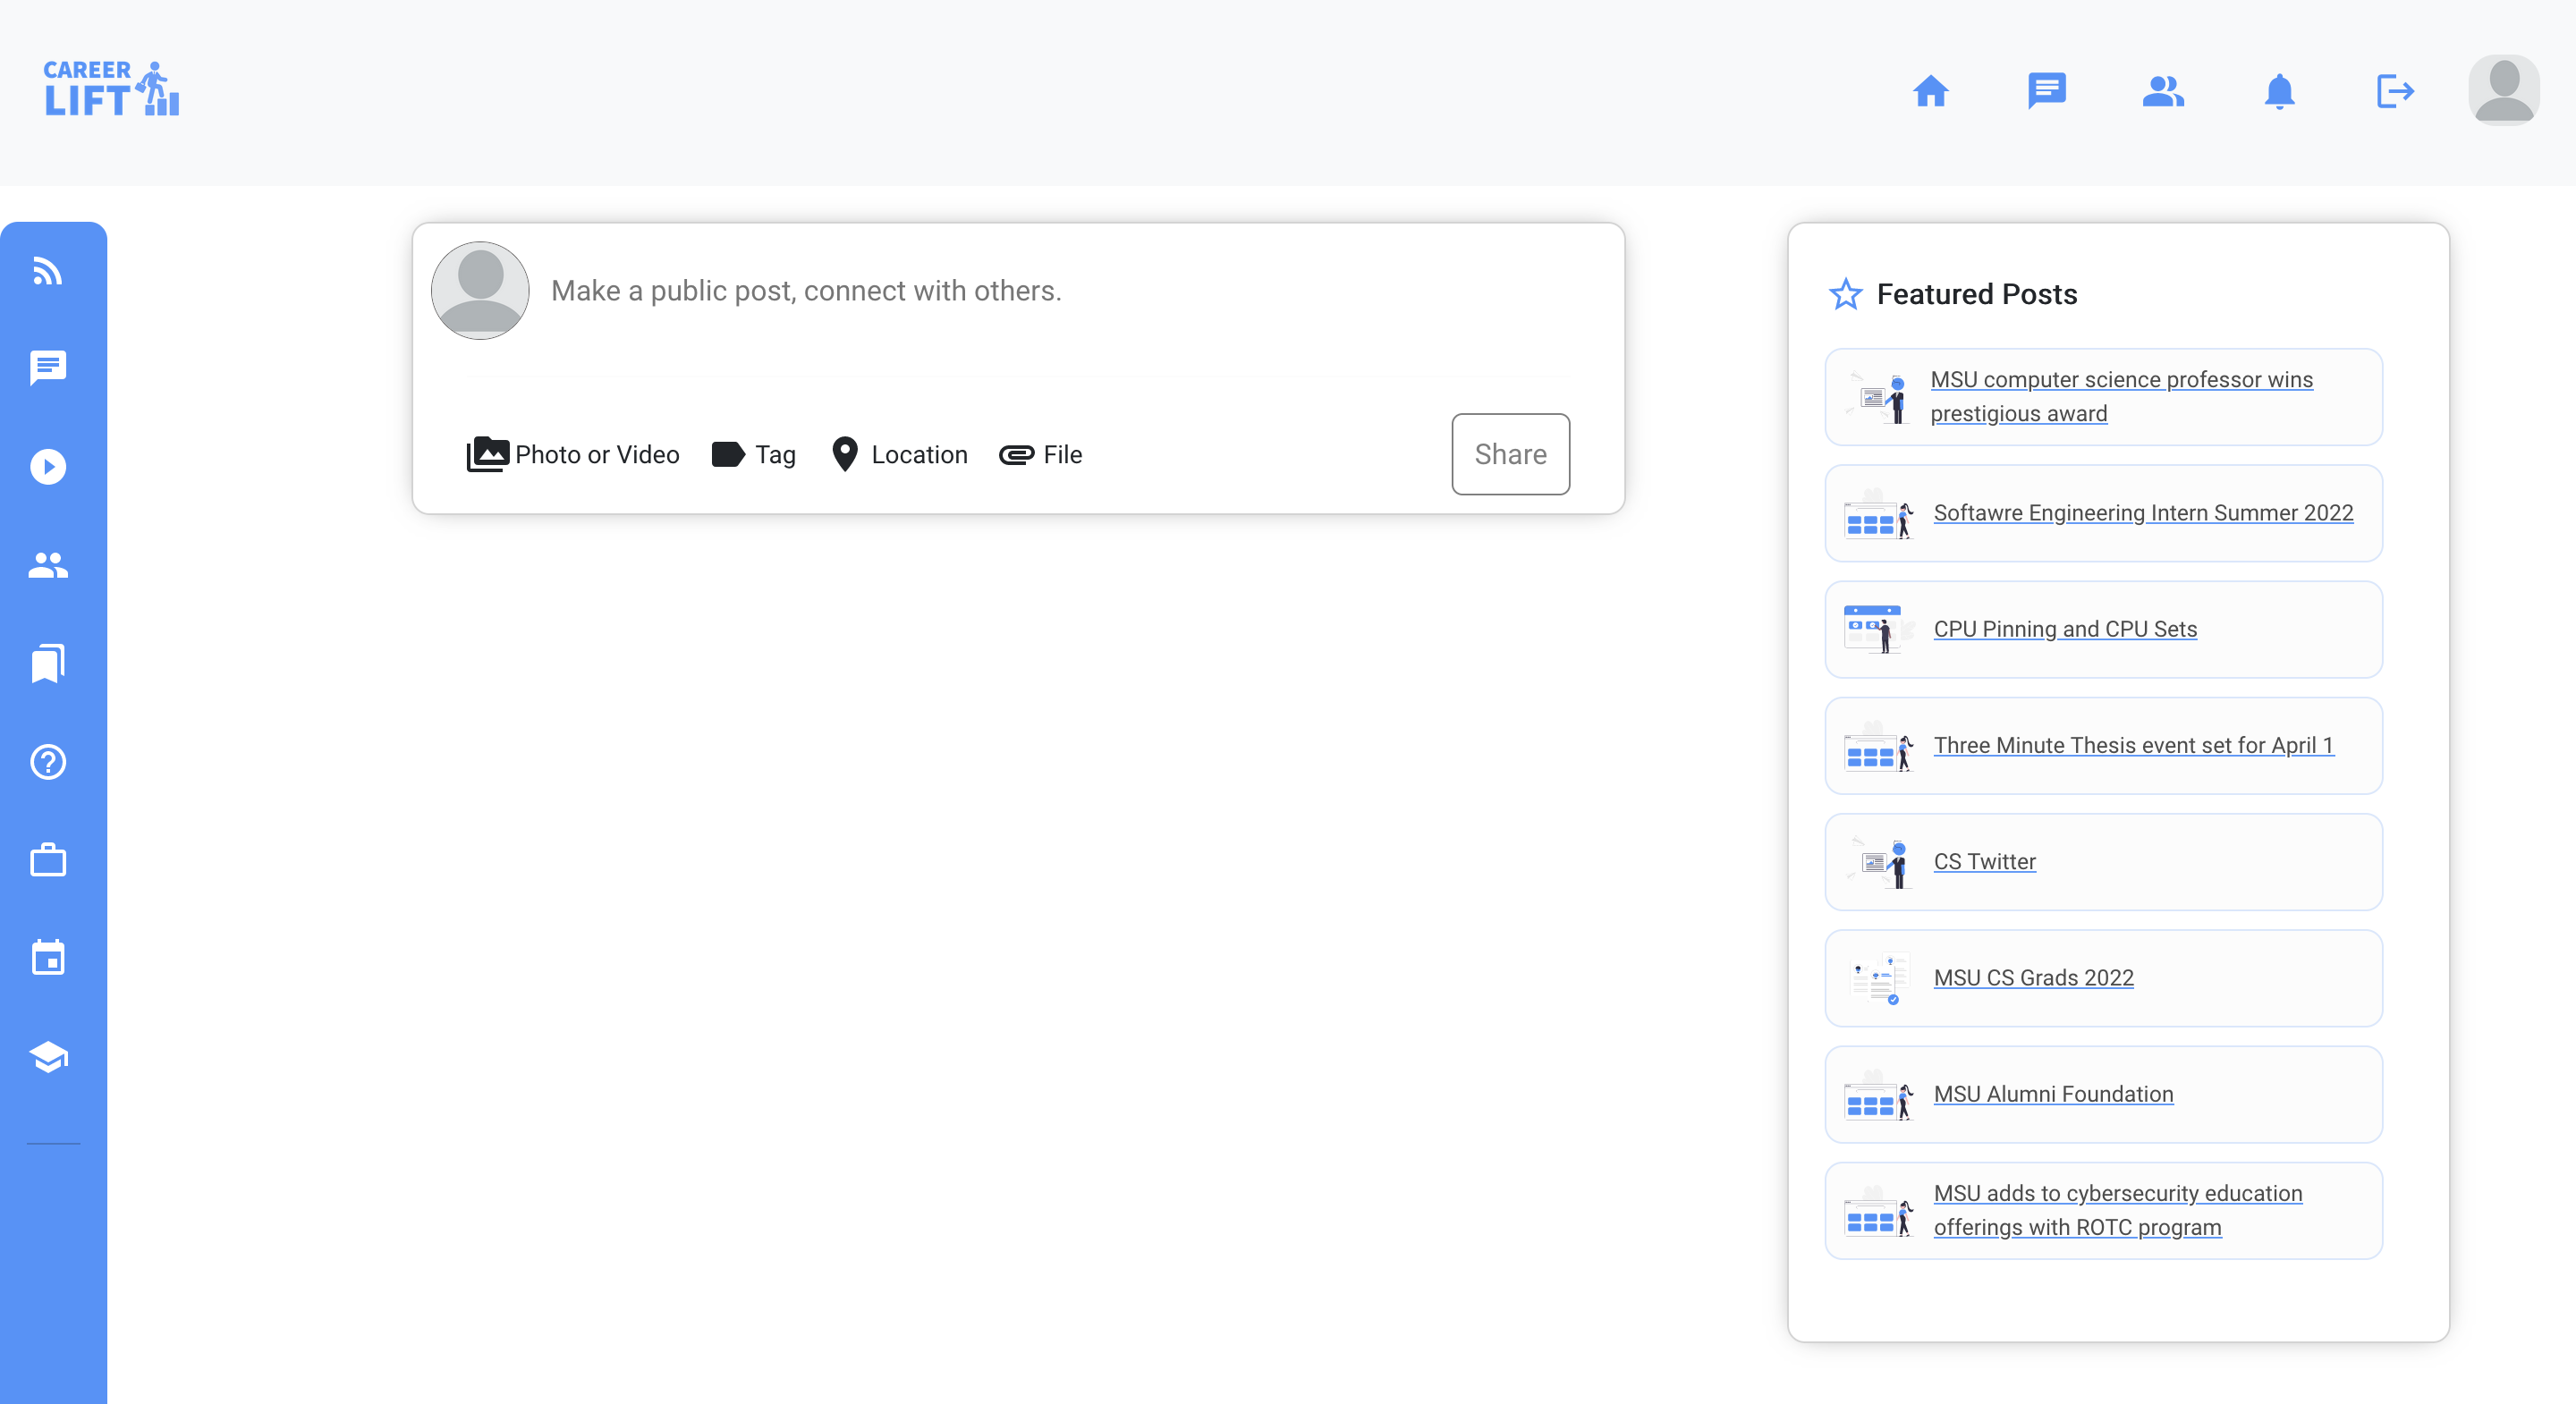 CAREER
LIFT
Make a public post, connect with others.
Photo or Video Tag Location File Share
Featured Posts
MSU computer science professor wins
prestigious award
Softawre Engineering Intern Summer 2022
CPU Pinning and CPU Sets
Three Minute Thesis event set for April 1
CS Twitter
MSU CS Grads 2022
MSU Alumni Foundation
MSU adds to cybersecurity education
offerings with ROTC program